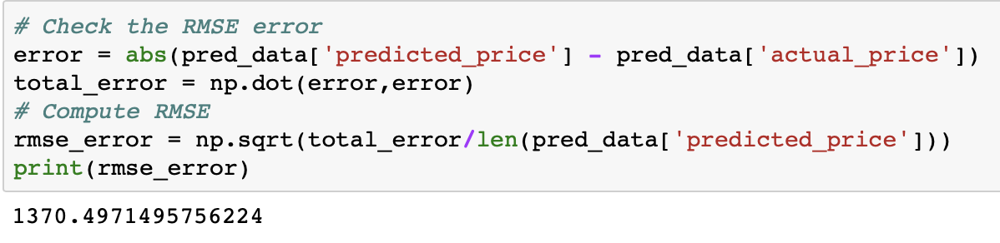 # Check the RMSE error
error = abs(pred_data['predicted_price'] - pred_data['actual_price'])
total_error = np.dot(error,error)
# Compute RMSE
rmse_error = np.sqrt(total_error/len(pred_data['predicted_price']))
print(rmse_error)
1370.4971495756224